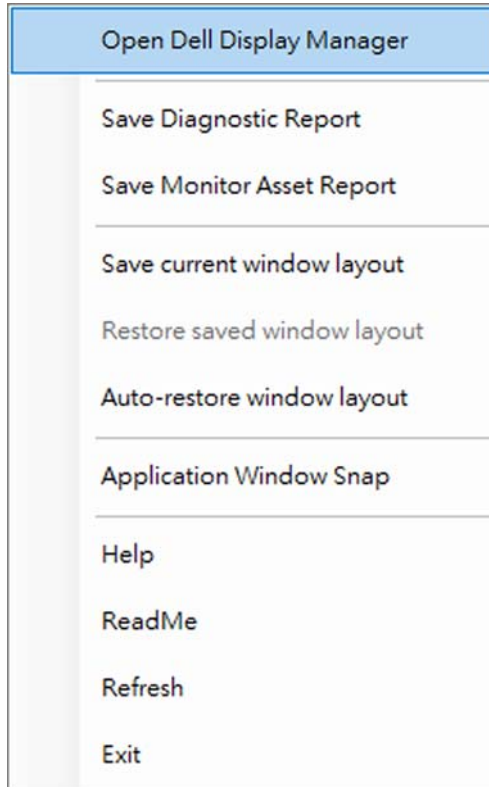 Open Dell Display Manager
Save Diagnostic Report
Save Monitor Asset Report
Save current window layout
Restore saved window layout
Auto-restore window layout
Application Window Snap
Help
ReadMe
Refresh
Exit